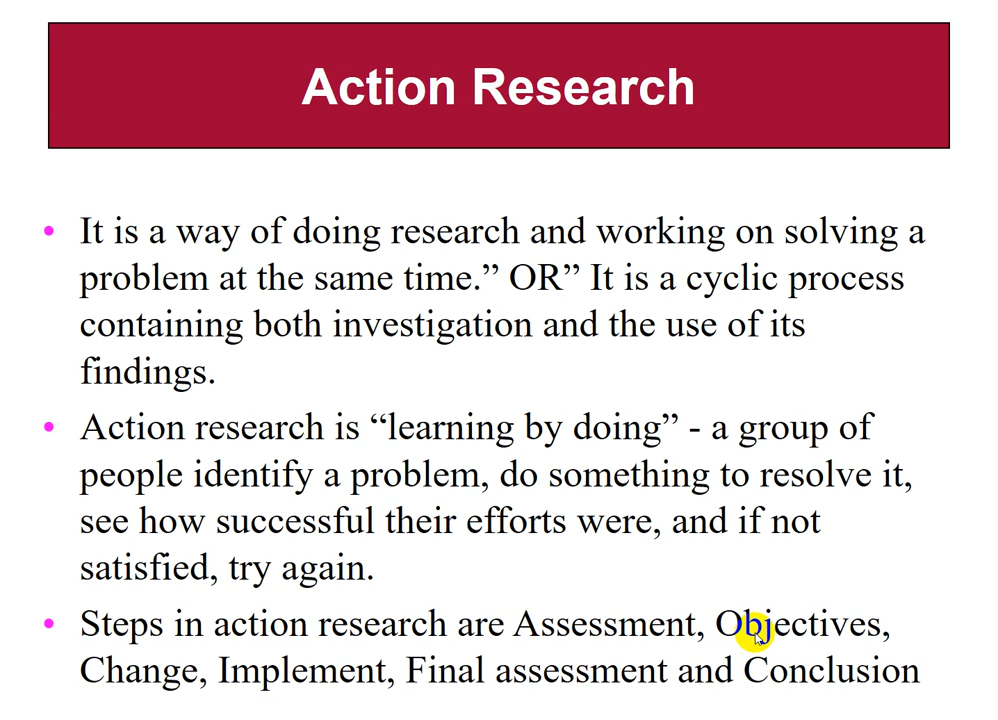 Action Research
• It is a way of doing research and working on solving a
problem at the same time.” OR” It is a cyclic process
containing both investigation and the use of its
findings.
• Action research is “learning by doing” - a group of
people identify a problem, do something to resolve it,
see how successful their efforts were, and if not
satisfied, try again.
• Steps in action research are Assessment, Objectives,
Change, Implement, Final assessment and Conclusion